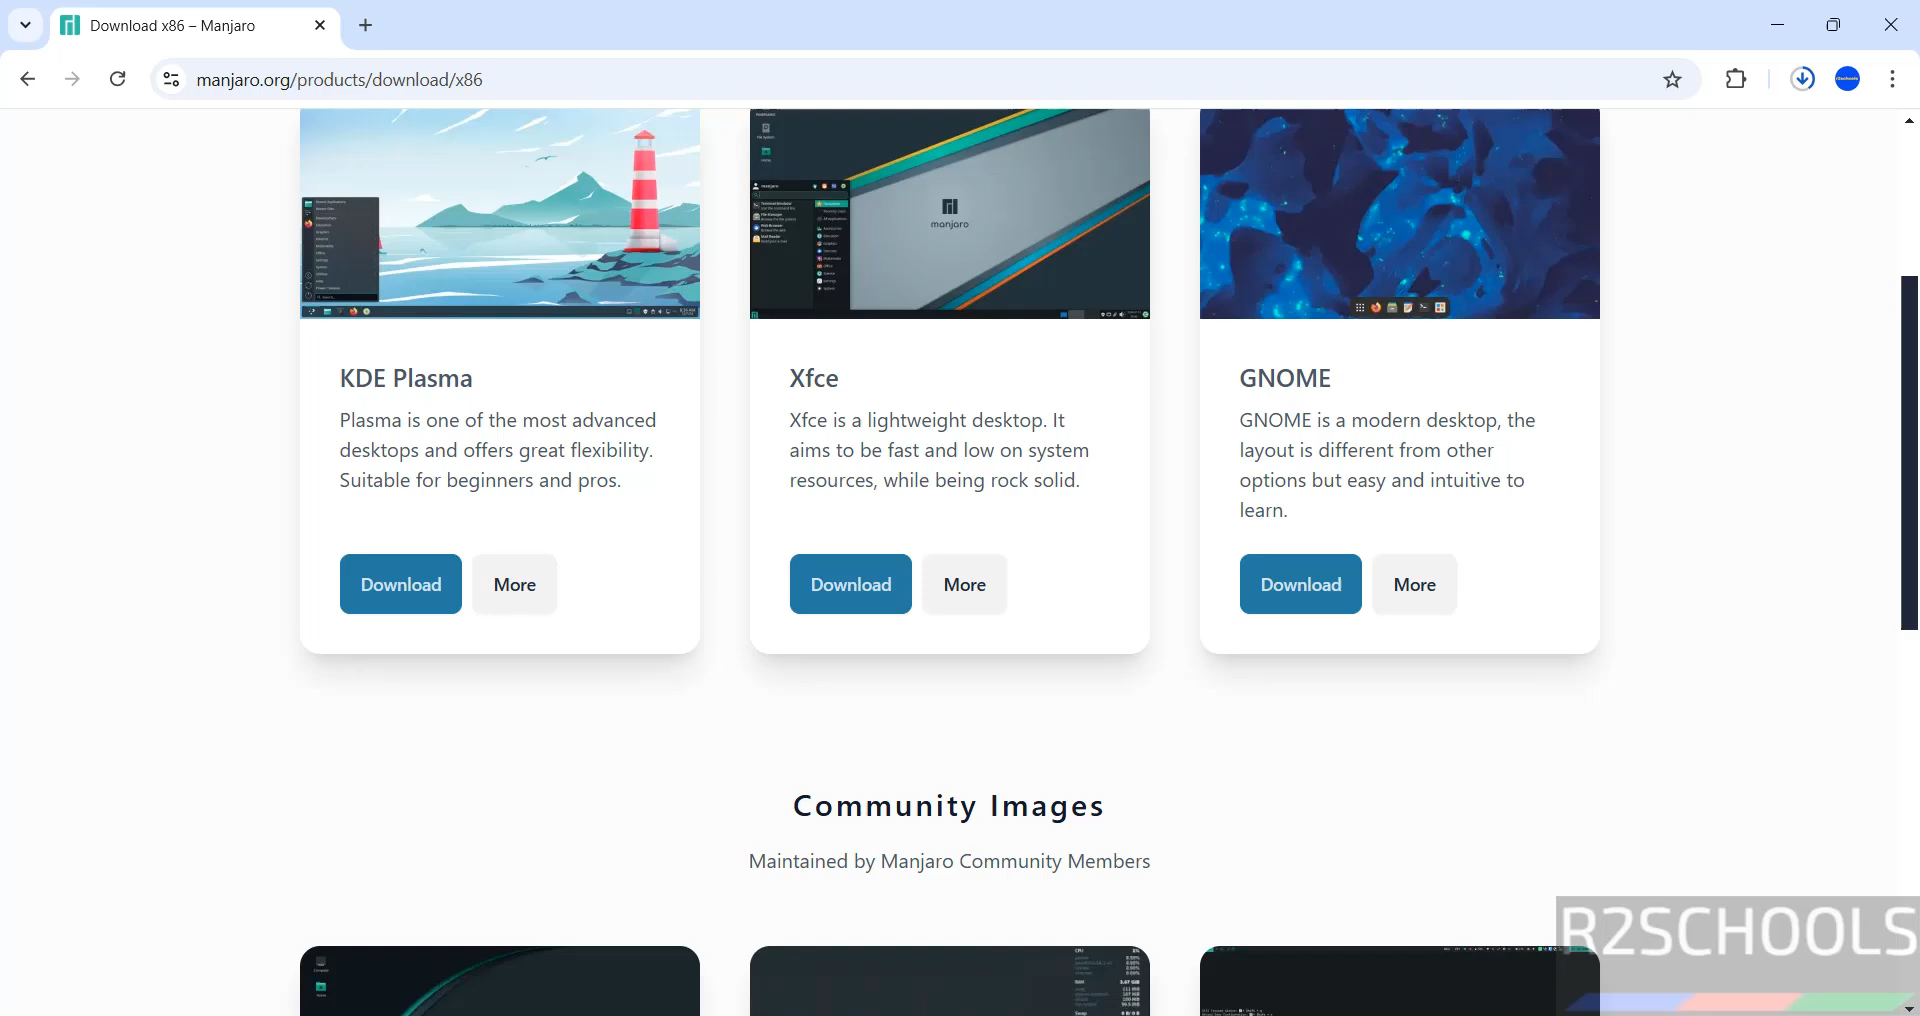 Download x86 – Manjaro
manjaro.org/products/download/x86
manjaro
manjaro
KDE Plasma
Plasma is one of the most advanced
desktops and offers great flexibility.
Suitable for beginners and pros.
Download
More
Xfce
Xfce is a lightweight desktop. It
aims to be fast and low on system
resources, while being rock solid.
Download
More
GNOME
GNOME is a modern desktop, the
layout is different from other
options but easy and intuitive to
learn.
Download
More
Community Images
Maintained by Manjaro Community Members
R2SCHOOLS